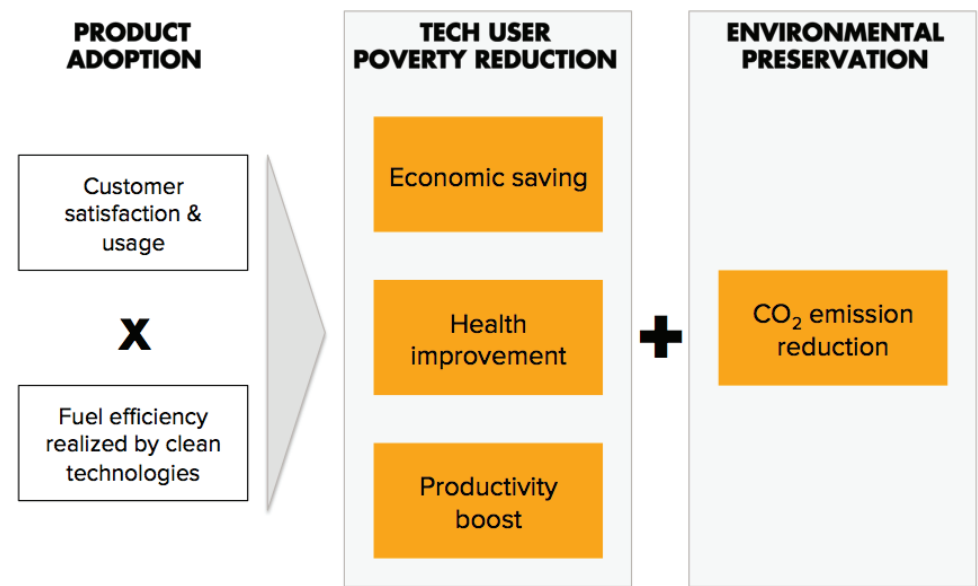 PRODUCT
ADOPTION
Customer
satisfaction &
usage
x
Fuel efficiency
realized by clean
technologies
TECH USER
POVERTY REDUCTION
Economic saving
Health
improvement
Productivity
boost
+
ENVIRONMENTAL
PRESERVATION
CO₂ emission
reduction